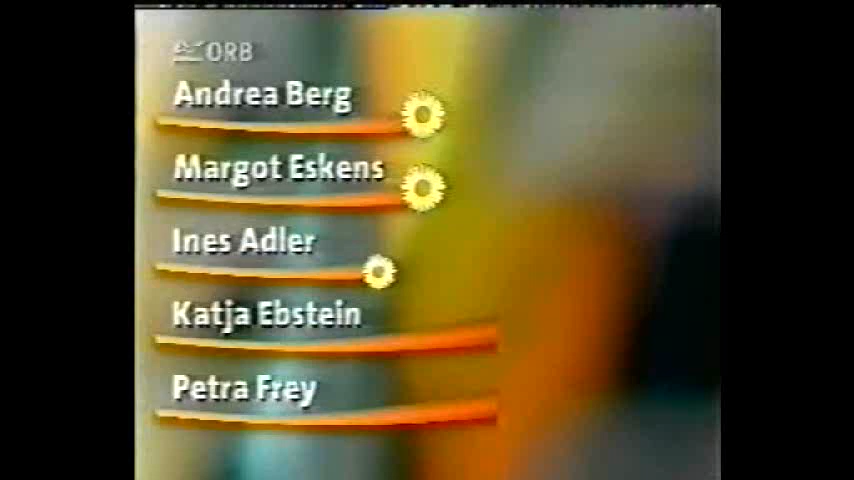 ORB
Andrea Berg
Margot Eskens
Ines Adler
Katja Ebstein
Petra Frey